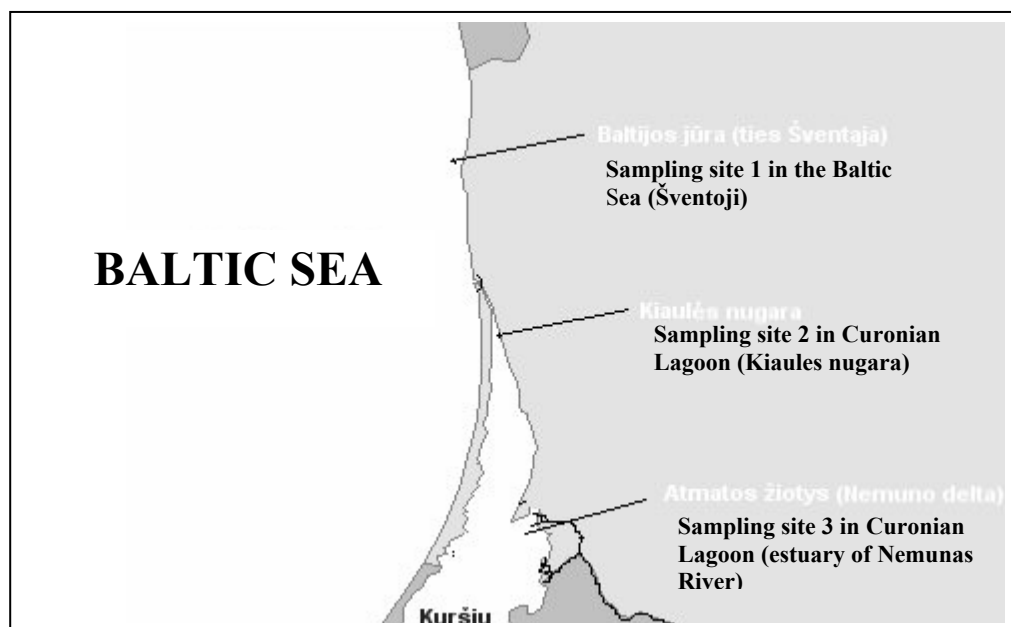 Baltijos jūra (ties Šventąja)
Sampling site 1 in the Baltic
Sea (Šventoji)
BALTIC SEA
Kiaulės nugara
Sampling site 2 in Curonian
Lagoon (Kiaules nugara)
Atmatos žiotys (Nemuno delta)
Sampling site 3 in Curonian
Lagoon (estuary of Nemunas
River)
Kuršių